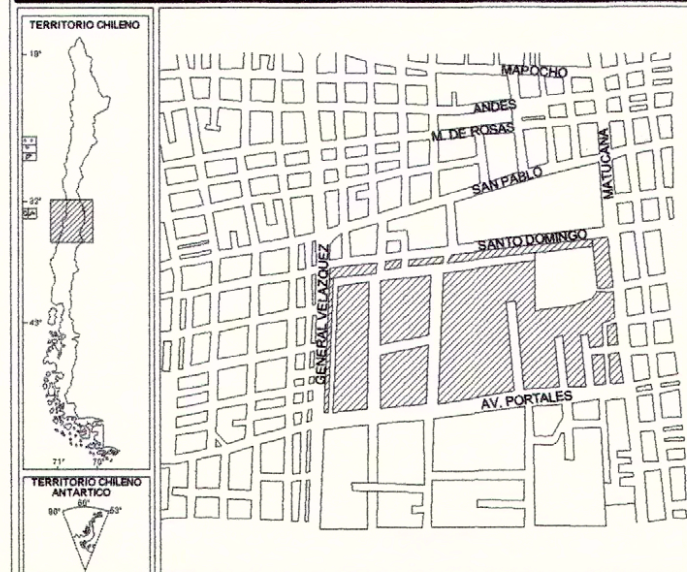 TERRITORIO CHILENO
18°
32°
43°
71°
70°
TERRITORIO CHILENO
ANTARTICO
90°
53°
MAPOCHO
ANDES
M. DE ROSAS
SAN PABLO
MATUCANA
SANTO DOMINGO
GENERAL VELAZQUEZ
AV. PORTALES